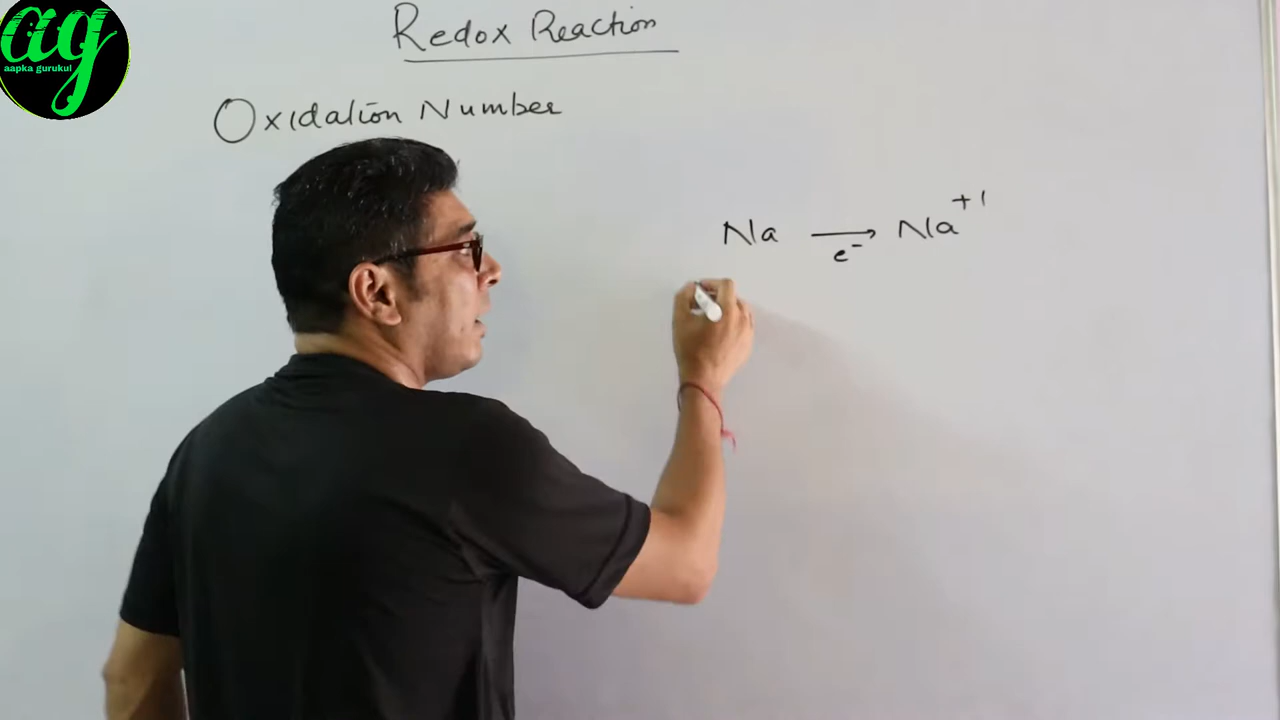 ag
aapka gurukul
Redox Reaction
Oxidation Number
Na → Na+1
e-